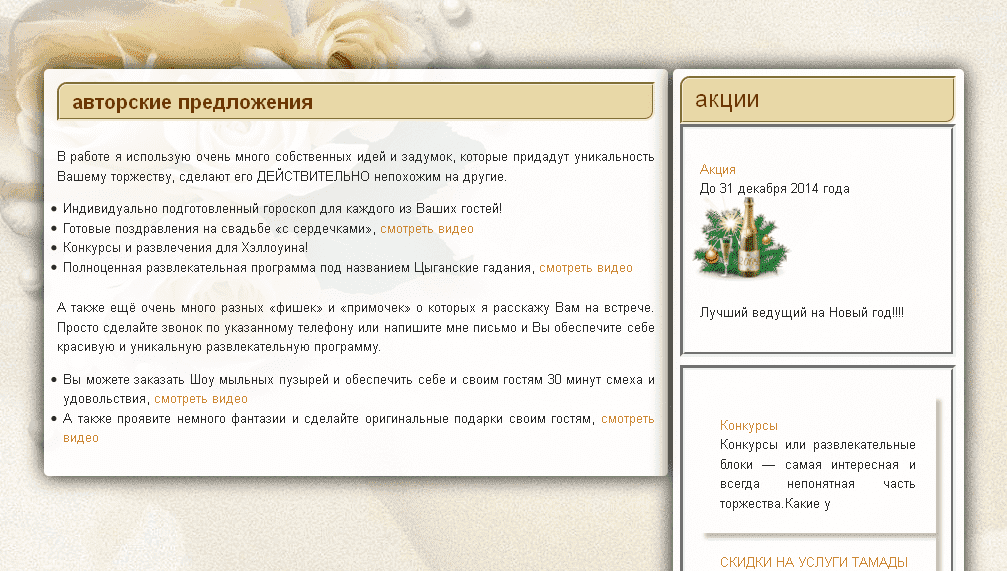 авторские предложения
В работе я использую очень много собственных идей и задумок, которые придадут уникальность
Вашему торжеству, сделают его ДЕЙСТВИТЕЛЬНО непохожим на другие.
• Индивидуально подготовленный гороскоп для каждого из Ваших гостей!
• Готовые поздравления на свадьбе «с сердечками», смотреть видео
• Конкурсы и развлечения для Хэллоуина!
• Полноценная развлекательная программа под названием Цыганские гадания, смотреть видео
А также ещё очень много разных «фишек» и «примочек» о которых я расскажу Вам на встрече.
Просто сделайте звонок по указанному телефону или напишите мне письмо и Вы обеспечите себе
красивую и уникальную развлекательную программу.
• Вы можете заказать Шоу мыльных пузырей и обеспечить себе и своим гостям 30 минут смеха и
удовольствия, смотреть видео
• А также проявите немного фантазии и сделайте оригинальные подарки своим гостям, смотреть
видео
акции
Акция
До 31 декабря 2014 года
Лучший ведущий на Новый год!!!!
Конкурсы
Конкурсы или развлекательные
блоки — самая интересная и
всегда непонятная часть
торжества.Какие у
СКИДКИ НА УСЛУГИ ТАМАДЫ